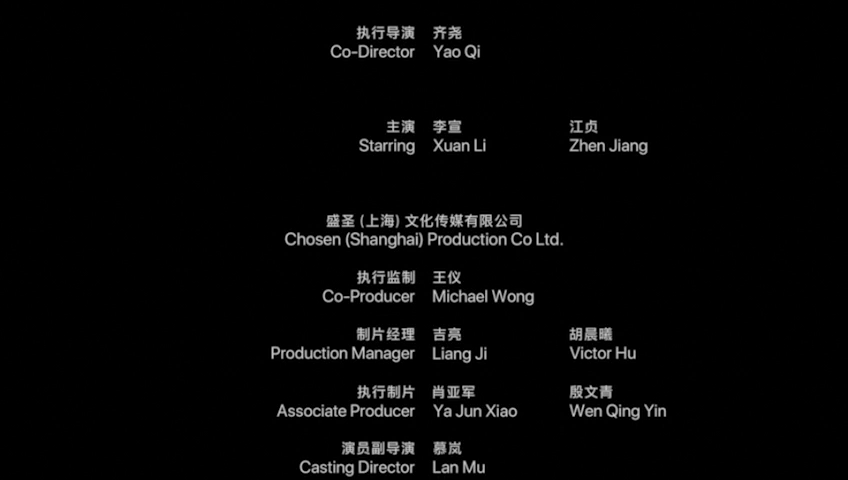 执行导演 齐尧
Co-Director Yao Qi
主演 李宣 江贞
Starring Xuan Li Zhen Jiang
盛圣 (上海) 文化传媒有限公司
Chosen (Shanghai) Production Co Ltd.
执行监制 王仪
Co-Producer Michael Wong
制片经理 吉亮 胡晨曦
Production Manager Liang Ji Victor Hu
执行制片 肖亚军 殷文青
Associate Producer Ya Jun Xiao Wen Qing Yin
演员副导演 慕岚
Casting Director Lan Mu